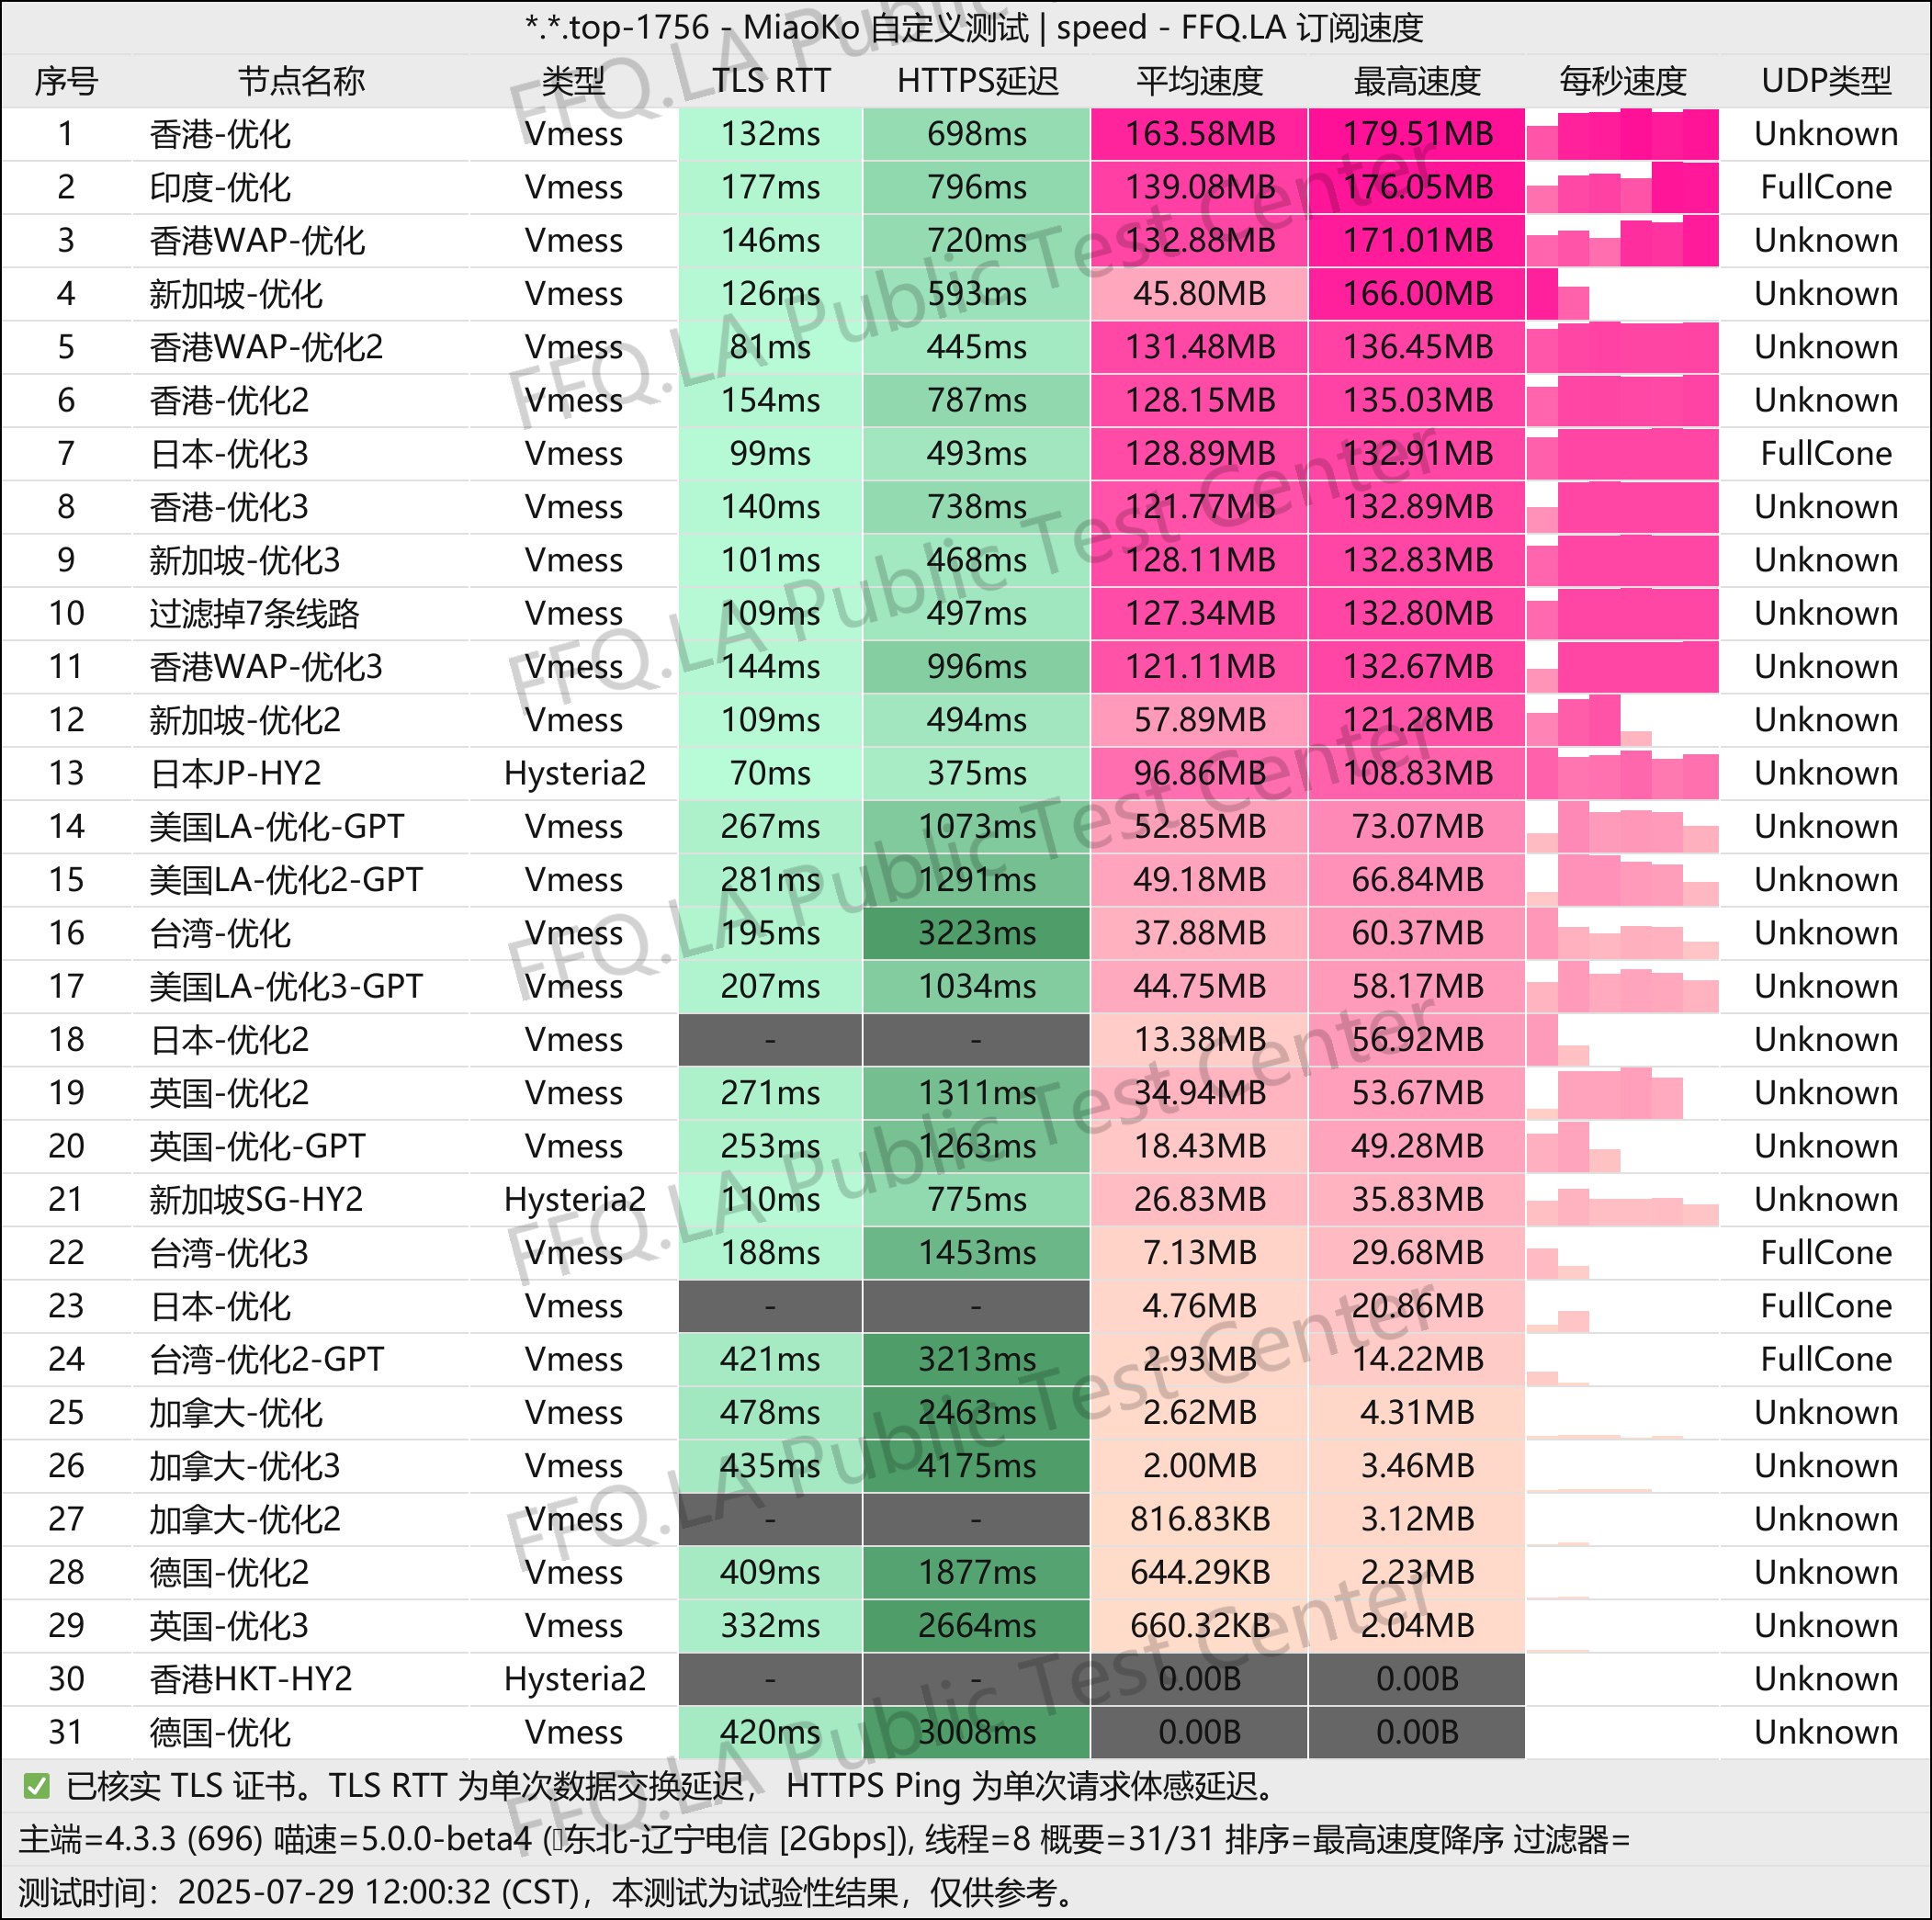 *.*.top-1756 - MiaoKo 自定义测试 | speed - FFQ.LA 订阅速度
序号 节点名称 类型 TLS RTT HTTPS延迟 平均速度 最高速度 每秒速度 UDP类型
1 香港-优化 Vmess 132ms 698ms 163.58MB 179.51MB Unknown
2 印度-优化 Vmess 177ms 796ms 139.08MB 176.05MB FullCone
3 香港WAP-优化 Vmess 146ms 720ms 132.88MB 171.01MB Unknown
4 新加坡-优化 Vmess 126ms 593ms 45.80MB 166.00MB Unknown
5 香港WAP-优化2 Vmess 81ms 445ms 131.48MB 136.45MB Unknown
6 香港-优化2 Vmess 154ms 787ms 128.15MB 135.03MB Unknown
7 日本-优化3 Vmess 99ms 493ms 128.89MB 132.91MB FullCone
8 香港-优化3 Vmess 140ms 738ms 121.77MB 132.89MB Unknown
9 新加坡-优化3 Vmess 101ms 468ms 128.11MB 132.83MB Unknown
10 过滤掉7条线路 Vmess 109ms 497ms 127.34MB 132.80MB Unknown
11 香港WAP-优化3 Vmess 144ms 996ms 121.11MB 132.67MB Unknown
12 新加坡-优化2 Vmess 109ms 494ms 57.89MB 121.28MB Unknown
13 日本JP-HY2 Hysteria2 70ms 375ms 96.86MB 108.83MB Unknown
14 美国LA-优化-GPT Vmess 267ms 1073ms 52.85MB 73.07MB Unknown
15 美国LA-优化2-GPT Vmess 281ms 1291ms 49.18MB 66.84MB Unknown
16 台湾-优化 Vmess 195ms 3223ms 37.88MB 60.37MB Unknown
17 美国LA-优化3-GPT Vmess 207ms 1034ms 44.75MB 58.17MB Unknown
18 日本-优化2 Vmess - - 13.38MB 56.92MB Unknown
19 英国-优化2 Vmess 271ms 1311ms 34.94MB 53.67MB Unknown
20 英国-优化-GPT Vmess 253ms 1263ms 18.43MB 49.28MB Unknown
21 新加坡SG-HY2 Hysteria2 110ms 775ms 26.83MB 35.83MB Unknown
22 台湾-优化3 Vmess 188ms 1453ms 7.13MB 29.68MB FullCone
23 日本-优化 Vmess - - 4.76MB 20.86MB FullCone
24 台湾-优化2-GPT Vmess 421ms 3213ms 2.93MB 14.22MB FullCone
25 加拿大-优化 Vmess 478ms 2463ms 2.62MB 4.31MB Unknown
26 加拿大-优化3 Vmess 435ms 4175ms 2.00MB 3.46MB Unknown
27 加拿大-优化2 Vmess - - 816.83KB 3.12MB Unknown
28 德国-优化2 Vmess 409ms 1877ms 644.29KB 2.23MB Unknown
29 英国-优化3 Vmess 332ms 2664ms 660.32KB 2.04MB Unknown
30 香港HKT-HY2 Hysteria2 - - 0.00B 0.00B Unknown
31 德国-优化 Vmess 420ms 3008ms 0.00B 0.00B Unknown
✅ 已核实 TLS 证书。TLS RTT 为单次数据交换延迟， HTTPS Ping 为单次请求体感延迟。
主端=4.3.3 (696) 喵速=5.0.0-beta4 (▯东北-辽宁电信 [2Gbps]), 线程=8 概要=31/31 排序=最高速度降序 过滤器=
测试时间：2025-07-29 12:00:32 (CST)，本测试为试验性结果，仅供参考。
FFQ.LA Public Test Center
FFQ.LA Public Test Center
FFQ.LA Public Test Center
FFQ.LA Public Test Center
FFQ.LA Public Test Center
FFQ.LA Public Test Center
FFQ.LA Public Test Center